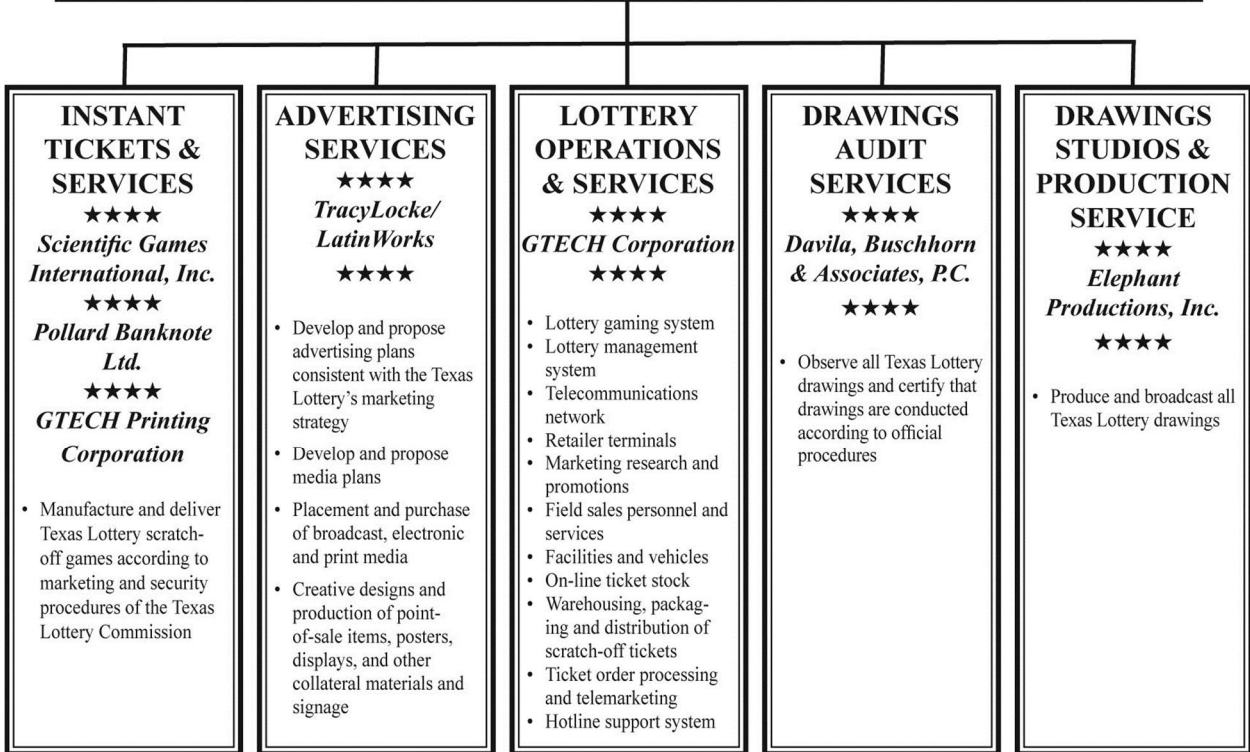 INSTANT
TICKETS &
SERVICES
★★★★
Scientific Games
International, Inc.
★★★★
Pollard Banknote
Ltd.
★★★★
GTECH Printing
Corporation
• Manufacture and deliver
Texas Lottery scratch-
off games according to
marketing and security
procedures of the Texas
Lottery Commission
ADVERTISING
SERVICES
★★★★
TracyLocke/
LatinWorks
★★★★
• Develop and propose
advertising plans
consistent with the Texas
Lottery’s marketing
strategy
• Develop and propose
media plans
• Placement and purchase
of broadcast, electronic
and print media
• Creative designs and
production of point-
of-sale items, posters,
displays, and other
collateral materials and
signage
LOTTERY
OPERATIONS
& SERVICES
★★★★
GTECH Corporation
★★★★
• Lottery gaming system
• Lottery management
system
• Telecommunications
network
• Retailer terminals
• Marketing research and
promotions
• Field sales personnel and
services
• Facilities and vehicles
• On-line ticket stock
• Warehousing, packag-
ing and distribution of
scratch-off tickets
• Ticket order processing
and telemarketing
• Hotline support system
DRAWINGS
AUDIT
SERVICES
★★★★
Davila, Buschhorn
& Associates, P.C.
★★★★
• Observe all Texas Lottery
drawings and certify that
drawings are conducted
according to official
procedures
DRAWINGS
STUDIOS &
PRODUCTION
SERVICE
★★★★
Elephant
Productions, Inc.
★★★★
• Produce and broadcast all
Texas Lottery drawings